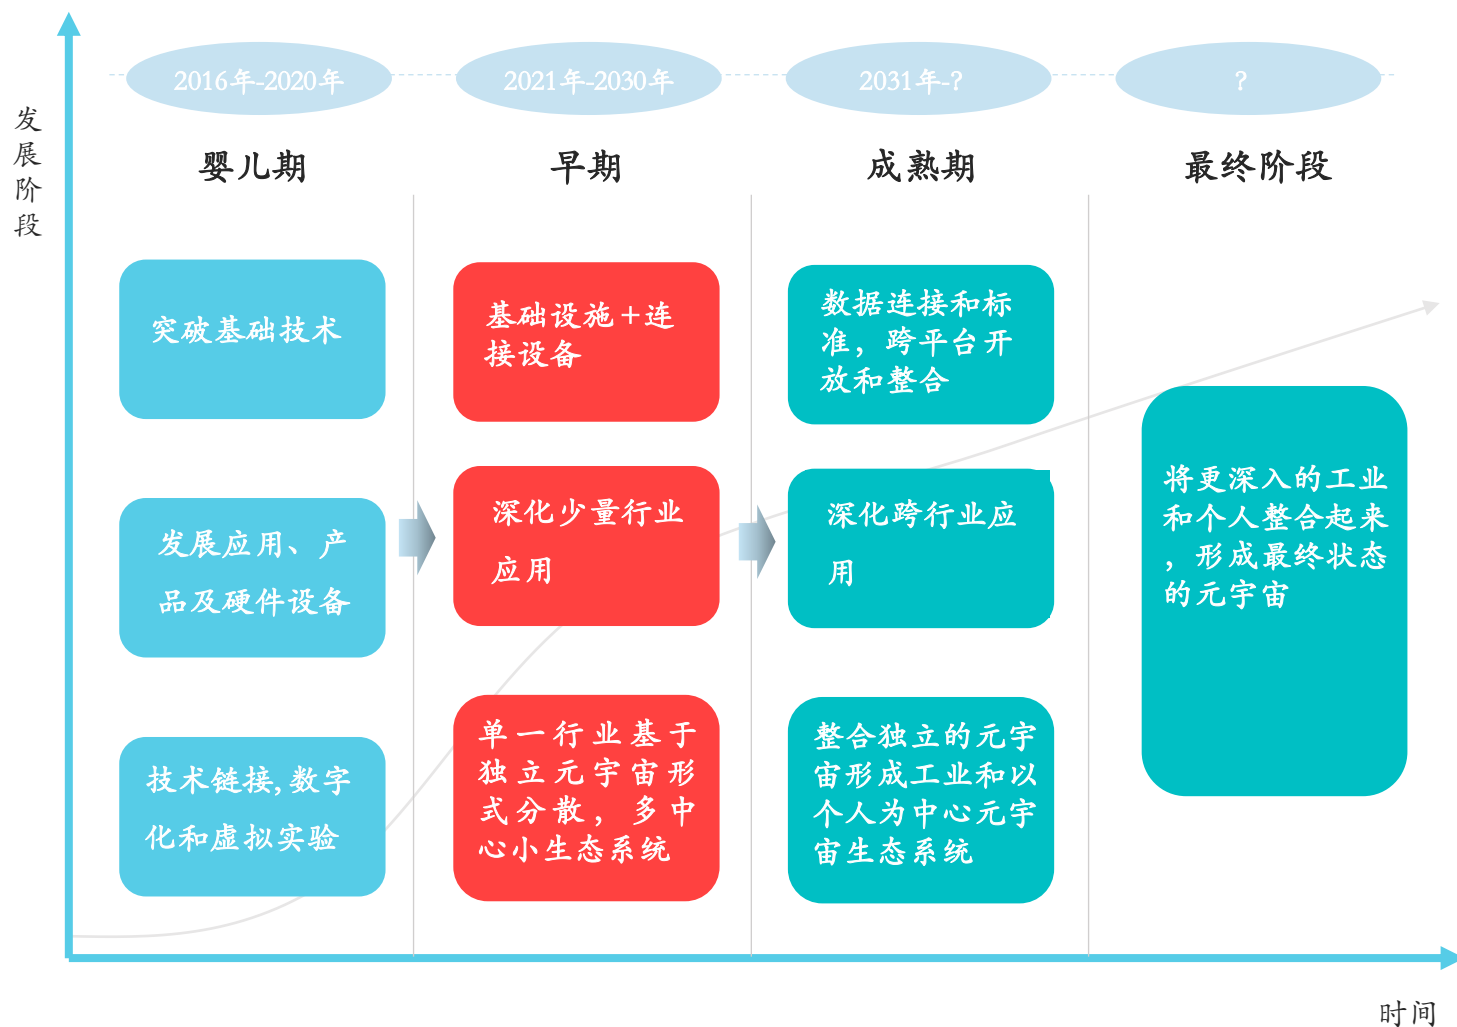 发展阶段
2016年-2020年
2021年-2030年
2031年-?
?
婴儿期
早期
成熟期
最终阶段
突破基础技术
发展应用、产
品及硬件设备
技术链接,数字
化和虚拟实验
基础设施+连
接设备
深化少量行业
应用
单一行业基于
独立元宇宙形
式分散，多中
心小生态系统
数据连接和标
准，跨平台开
放和整合
深化跨行业应
用
整合独立的元宇
宙形成工业和以
个人为中心元宇
宙生态系统
将更深入的工业
和个人整合起来
，形成最终状态
的元宇宙
时间